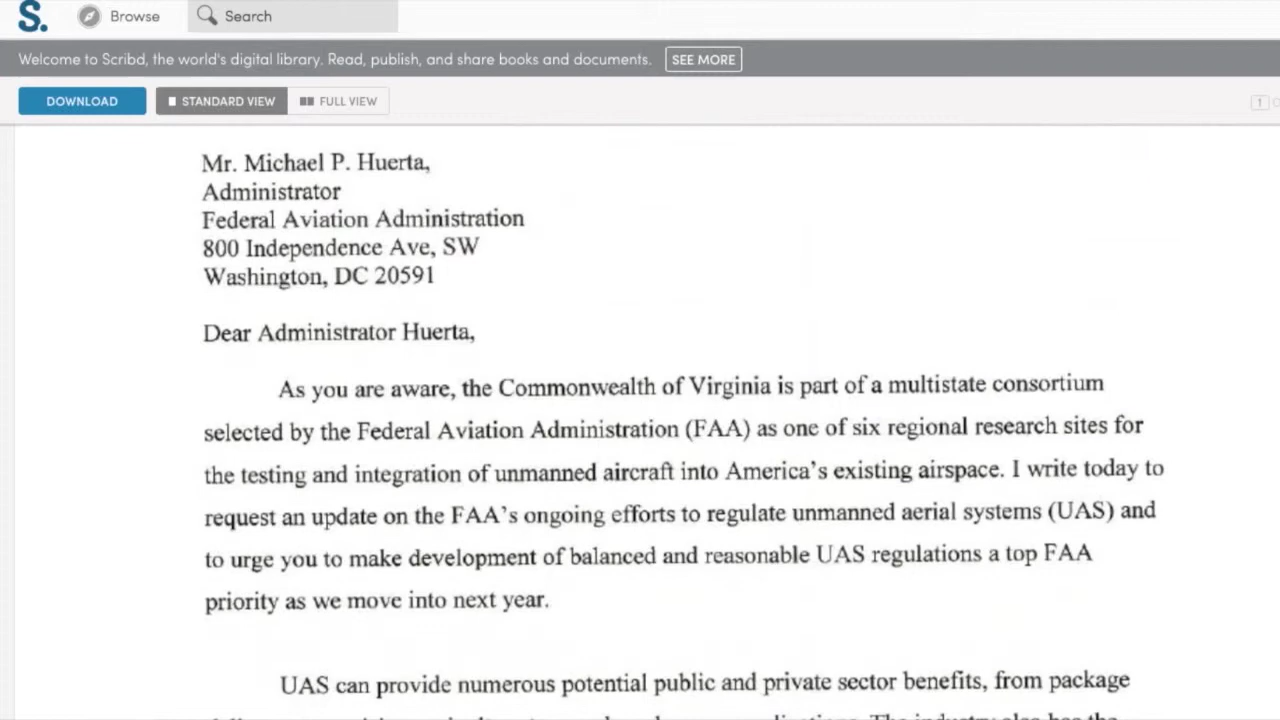 S.
Browse
Search
Welcome to Scribd, the world's digital library. Read, publish, and share books and documents.
SEE MORE
DOWNLOAD
STANDARD VIEW
FULL VIEW
1
Mr. Michael P. Huerta,
Administrator
Federal Aviation Administration
800 Independence Ave, SW
Washington, DC 20591
Dear Administrator Huerta,
As you are aware, the Commonwealth of Virginia is part of a multistate consortium
selected by the Federal Aviation Administration (FAA) as one of six regional research sites for
the testing and integration of unmanned aircraft into America's existing airspace. I write today to
request an update on the FAA's ongoing efforts to regulate unmanned aerial systems (UAS) and
to urge you to make development of balanced and reasonable UAS regulations a top FAA
priority as we move into next year.
UAS can provide numerous potential public and private sector benefits, from package
The industry also has the